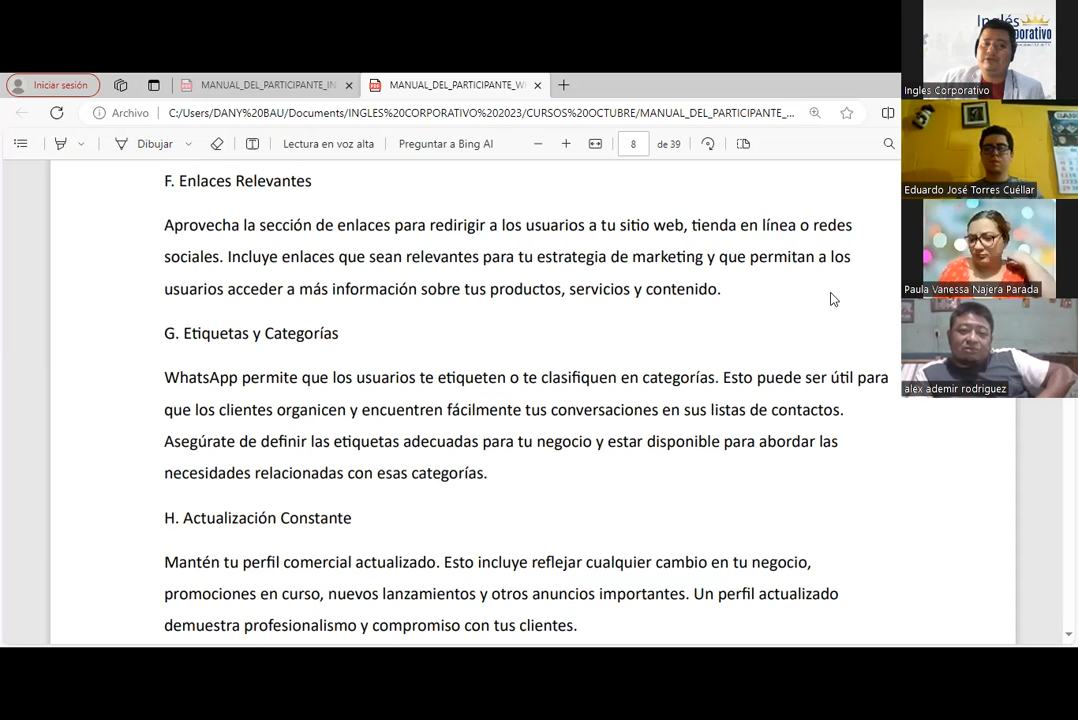 Iniciar sesión
MANUAL_DEL_PARTICIPANTE_IN
MANUAL_DEL_PARTICIPANTE_W
Archivo
C:/Users/DANY%20BAU/Documents/INGLES%20CORPORATIVO%202023/CURSOS%20OCTUBRE/MANUAL_DEL_PARTICIPANTE_...
Dibujar
Lectura en voz alta
Preguntar a Bing AI
8
de 39
F. Enlaces Relevantes
Aprovecha la sección de enlaces para redirigir a los usuarios a tu sitio web, tienda en línea o redes
sociales. Incluye enlaces que sean relevantes para tu estrategia de marketing y que permitan a los
usuarios acceder a más información sobre tus productos, servicios y contenido.
G. Etiquetas y Categorías
WhatsApp permite que los usuarios te etiqueten o te clasifiquen en categorías. Esto puede ser útil para
que los clientes organicen y encuentren fácilmente tus conversaciones en sus listas de contactos.
Asegúrate de definir las etiquetas adecuadas para tu negocio y estar disponible para abordar las
necesidades relacionadas con esas categorías.
H. Actualización Constante
Mantén tu perfil comercial actualizado. Esto incluye reflejar cualquier cambio en tu negocio,
promociones en curso, nuevos lanzamientos y otros anuncios importantes. Un perfil actualizado
demuestra profesionalismo y compromiso con tus clientes.
Ingles Corporativo
Eduardo José Torres Cuéllar
Paula Vanessa Najera Parada
alex ademir rodriguez